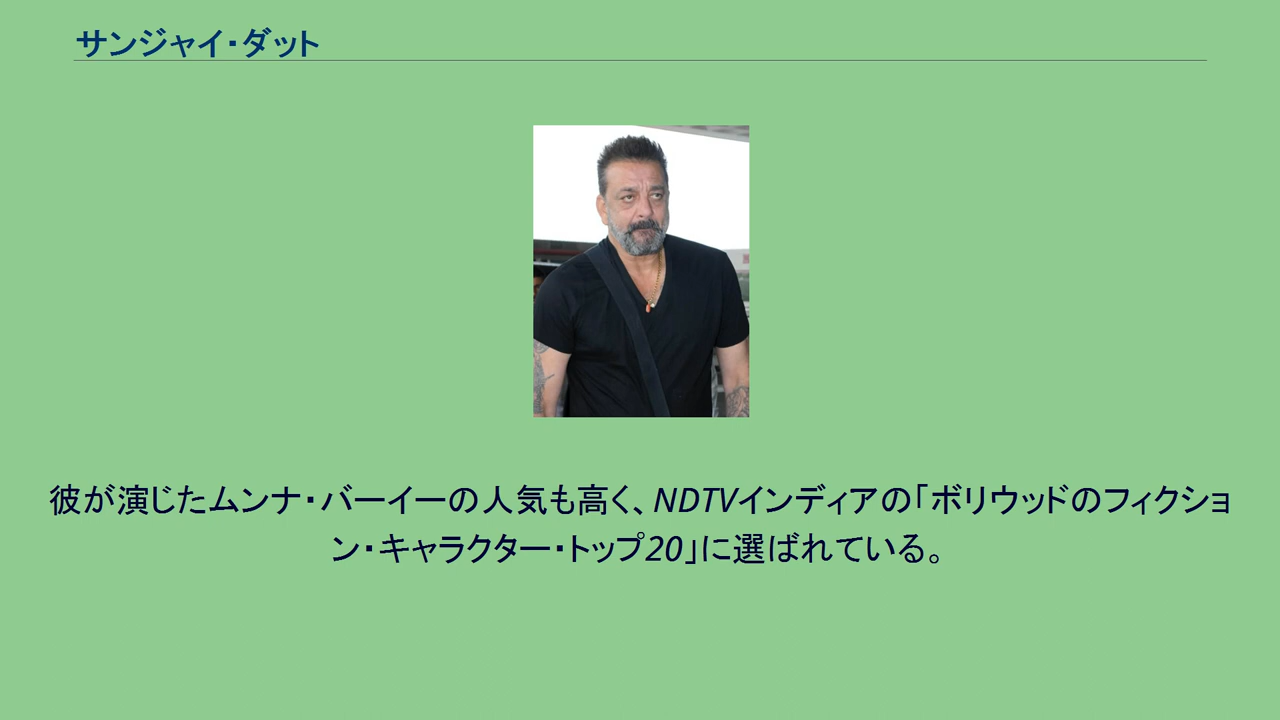 サンジャイ・ダット
彼が演じたムンナ・バーイーの人気も高く、NDTVインディアの「ボリウッドのフィクショ
ン・キャラクター・トップ20」に選ばれている。